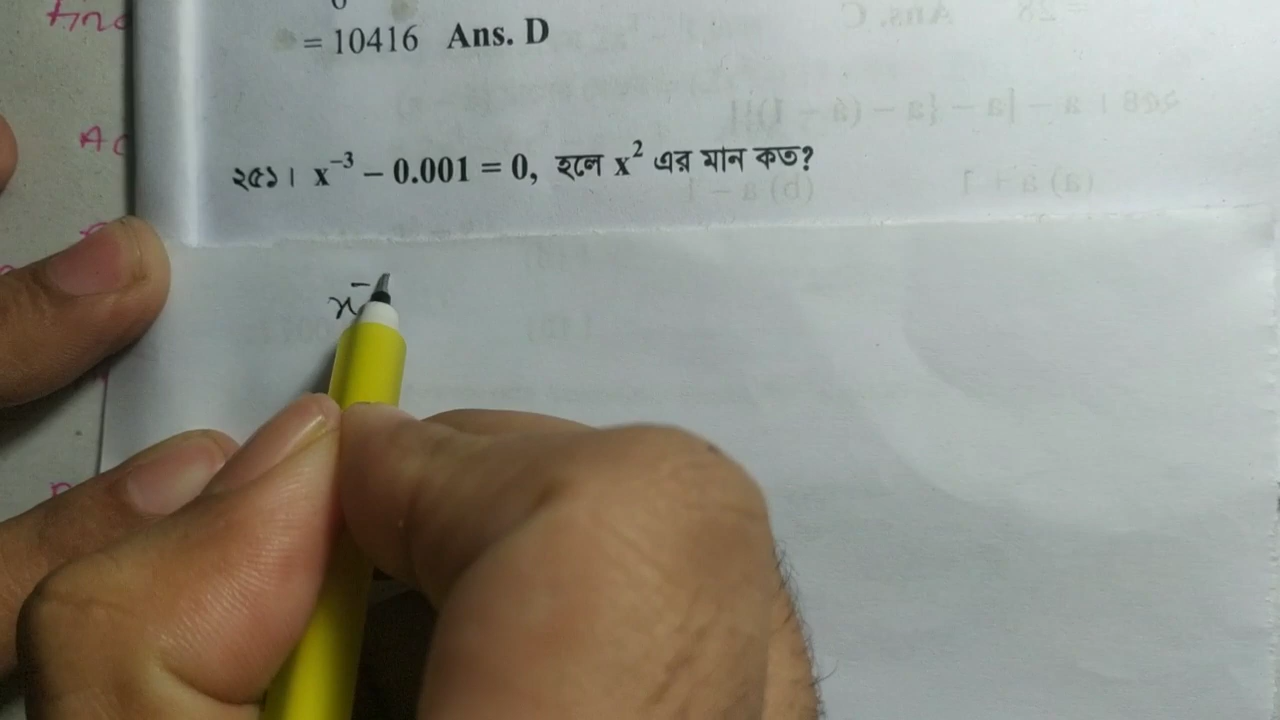 = 10416 Ans. D
২৫১। x⁻³ – 0.001 = 0, হলে x² এর মান কত?
x⁻